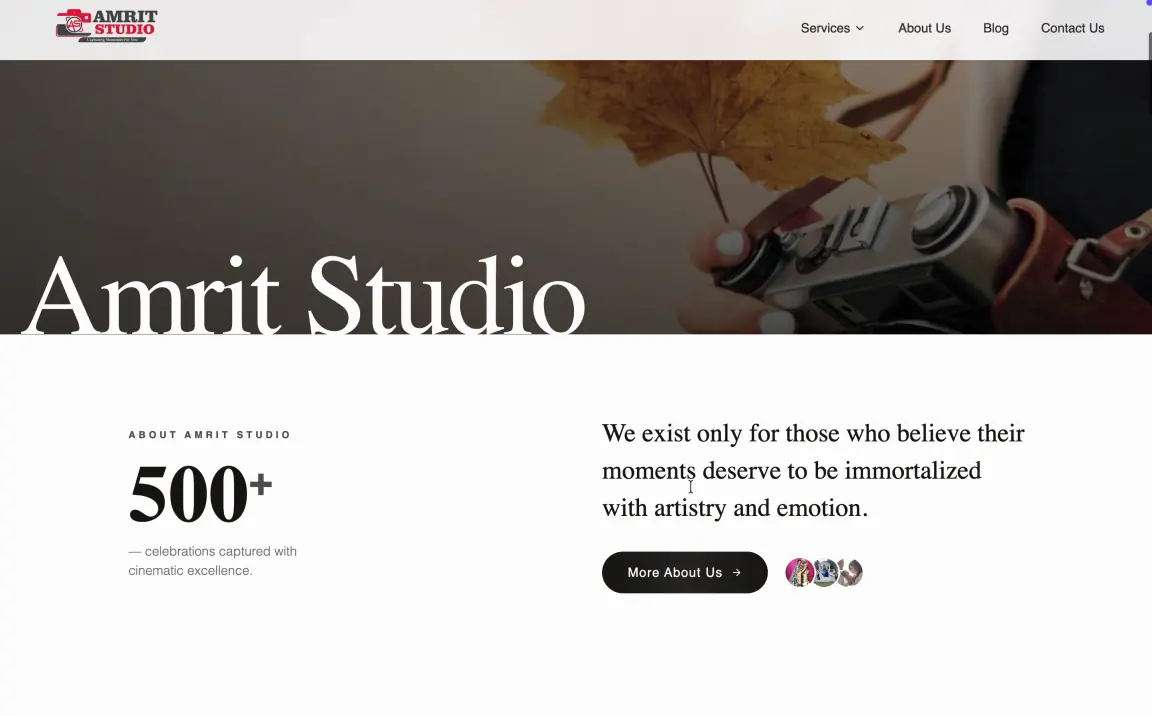 AMRIT
STUDIO
AS
Services
About Us
Blog
Contact Us
Amrit Studio
ABOUT AMRIT STUDIO
500+
— celebrations captured with
cinematic excellence.
We exist only for those who believe their
moments deserve to be immortalized
with artistry and emotion.
More About Us →